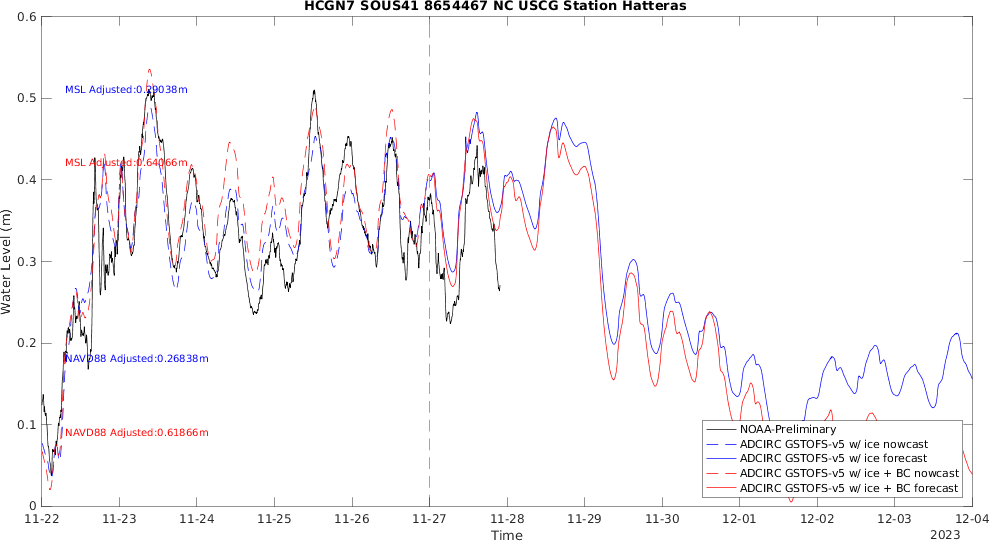 HCGN7 SOUS41 8654467 NC USCG Station Hatteras
0.6
0.5
0.4
0.3
0.2
0.1
0
Water Level (m)
MSL Adjusted:0.29038m
MSL Adjusted:0.64066m
NAVD88 Adjusted:0.26838m
NAVD88 Adjusted:0.61866m
NOAA-Preliminary
ADCIRC GSTOFS-v5 w/ ice nowcast
ADCIRC GSTOFS-v5 w/ ice forecast
ADCIRC GSTOFS-v5 w/ ice + BC nowcast
ADCIRC GSTOFS-v5 w/ ice + BC forecast
11-22 11-23 11-24 11-25 11-26 11-27 11-28 11-29 11-30 12-01 12-02 12-03 12-04
Time
2023